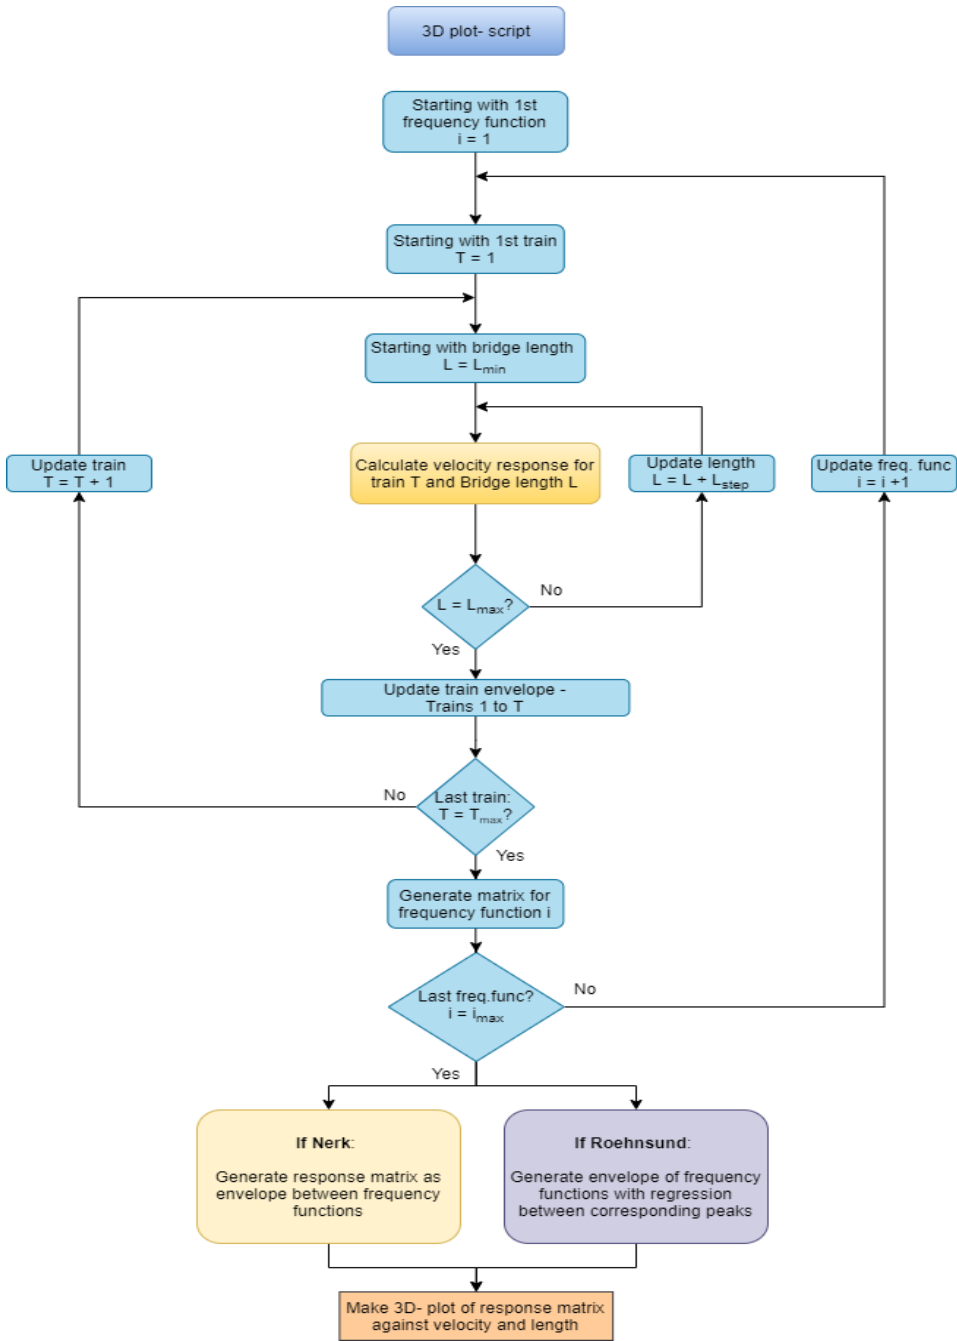 3D plot- script
Starting with 1st
frequency function
i = 1
Starting with 1st train
T = 1
Starting with bridge length
L = Lmin
Update train
T = T + 1
Calculate velocity response for
train T and Bridge length L
Update length
L = L + Lstep
Update freq. func
i = i +1
L = Lmax?
No
Yes
Update train envelope -
Trains 1 to T
No
Last train:
T = Tmax?
Yes
Generate matrix for
frequency function i
Last freq.func?
i = imax
No
Yes
If Nerk:
Generate response matrix as
envelope between frequency
functions
If Roehnsund:
Generate envelope of frequency
functions with regression
between corresponding peaks
Make 3D- plot of response matrix
against velocity and length